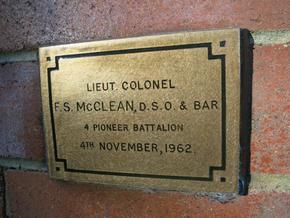 LIEUT. COLONEL
F.S. McCLEAN, D.S.O. & BAR
4 PIONEER BATTALION
4TH NOVEMBER, 1962.